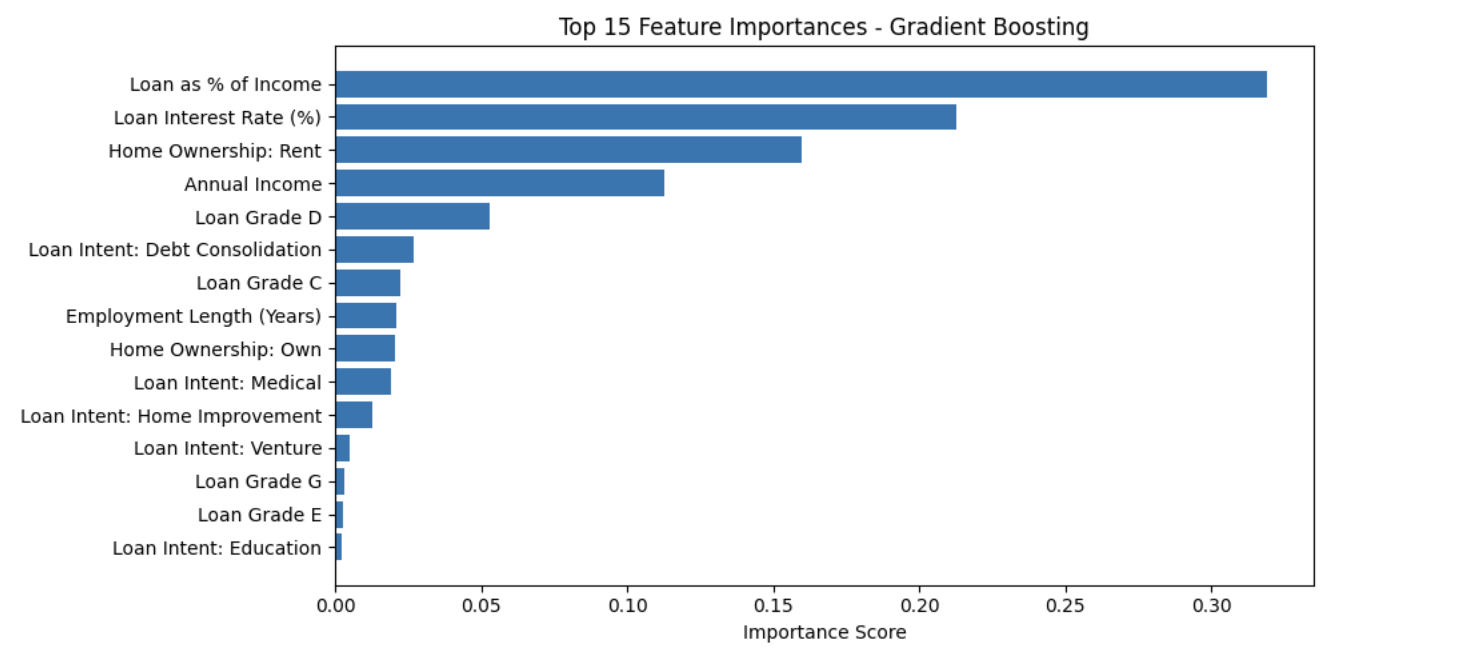 Top 15 Feature Importances - Gradient Boosting
Loan as % of Income
Loan Interest Rate (%)
Home Ownership: Rent
Annual Income
Loan Grade D
Loan Intent: Debt Consolidation
Loan Grade C
Employment Length (Years)
Home Ownership: Own
Loan Intent: Medical
Loan Intent: Home Improvement
Loan Intent: Venture
Loan Grade G
Loan Grade E
Loan Intent: Education
0.00 0.05 0.10 0.15 0.20 0.25 0.30
Importance Score